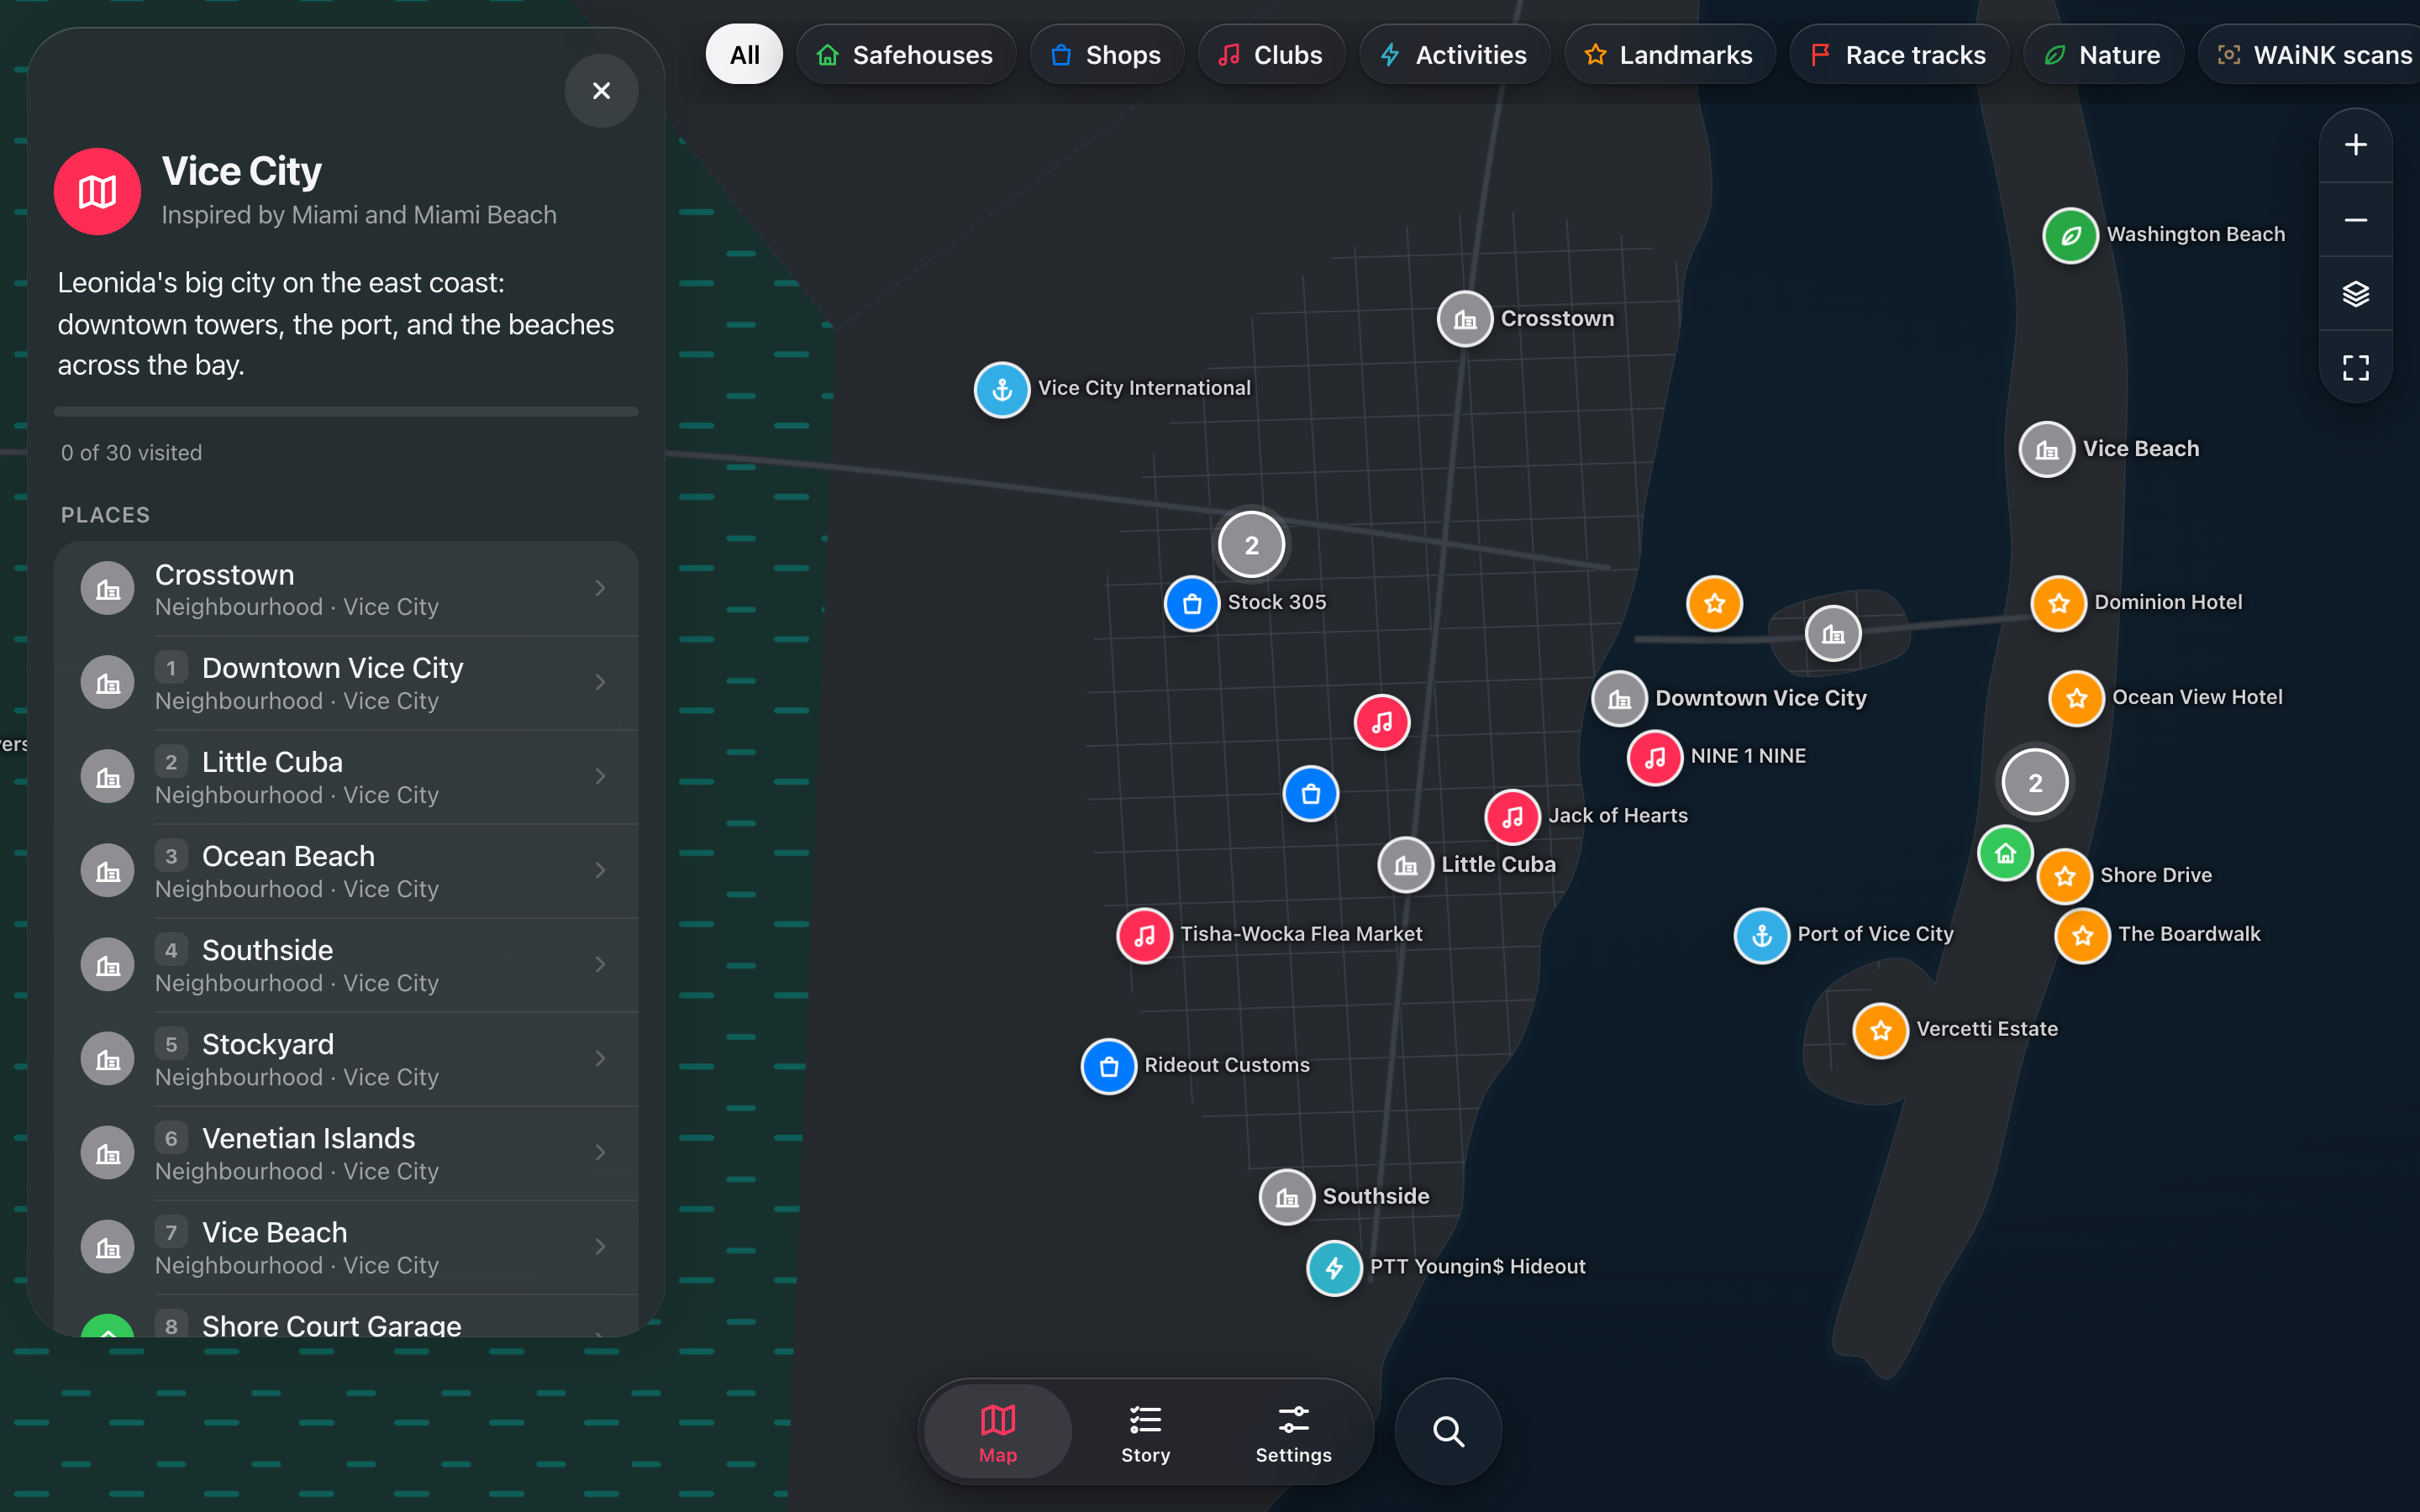 All
Safehouses
Shops
Clubs
Activities
Landmarks
Race tracks
Nature
WAiNK scans
Vice City
Inspired by Miami and Miami Beach
Leonida's big city on the east coast:
downtown towers, the port, and the beaches
across the bay.
0 of 30 visited
PLACES
Crosstown
Neighbourhood · Vice City
1 Downtown Vice City
Neighbourhood · Vice City
2 Little Cuba
Neighbourhood · Vice City
3 Ocean Beach
Neighbourhood · Vice City
4 Southside
Neighbourhood · Vice City
5 Stockyard
Neighbourhood · Vice City
6 Venetian Islands
Neighbourhood · Vice City
7 Vice Beach
Neighbourhood · Vice City
8 Shore Court Garage
Washington Beach
Crosstown
Vice City International
Vice Beach
2
Stock 305
Dominion Hotel
Downtown Vice City
Ocean View Hotel
NINE 1 NINE
2
Jack of Hearts
Little Cuba
Shore Drive
Tisha-Wocka Flea Market
Port of Vice City
The Boardwalk
Vercetti Estate
Rideout Customs
Southside
PTT Youngin$ Hideout
Map
Story
Settings